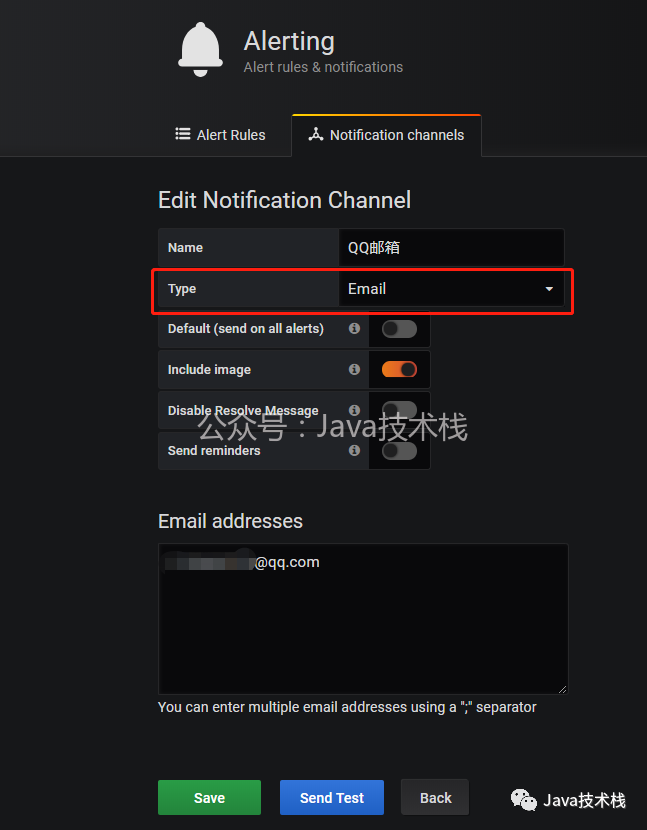 Alerting
Alert rules & notifications
Alert Rules
Notification channels
Edit Notification Channel
Name
QQ邮箱
Type
Email
Default (send on all alerts)
Include image
Disable Resolve Message
公众号：Java技术栈
Send reminders
Email addresses
@qq.com
You can enter multiple email addresses using a ";" separator
Save
Send Test
Back
Java技术栈